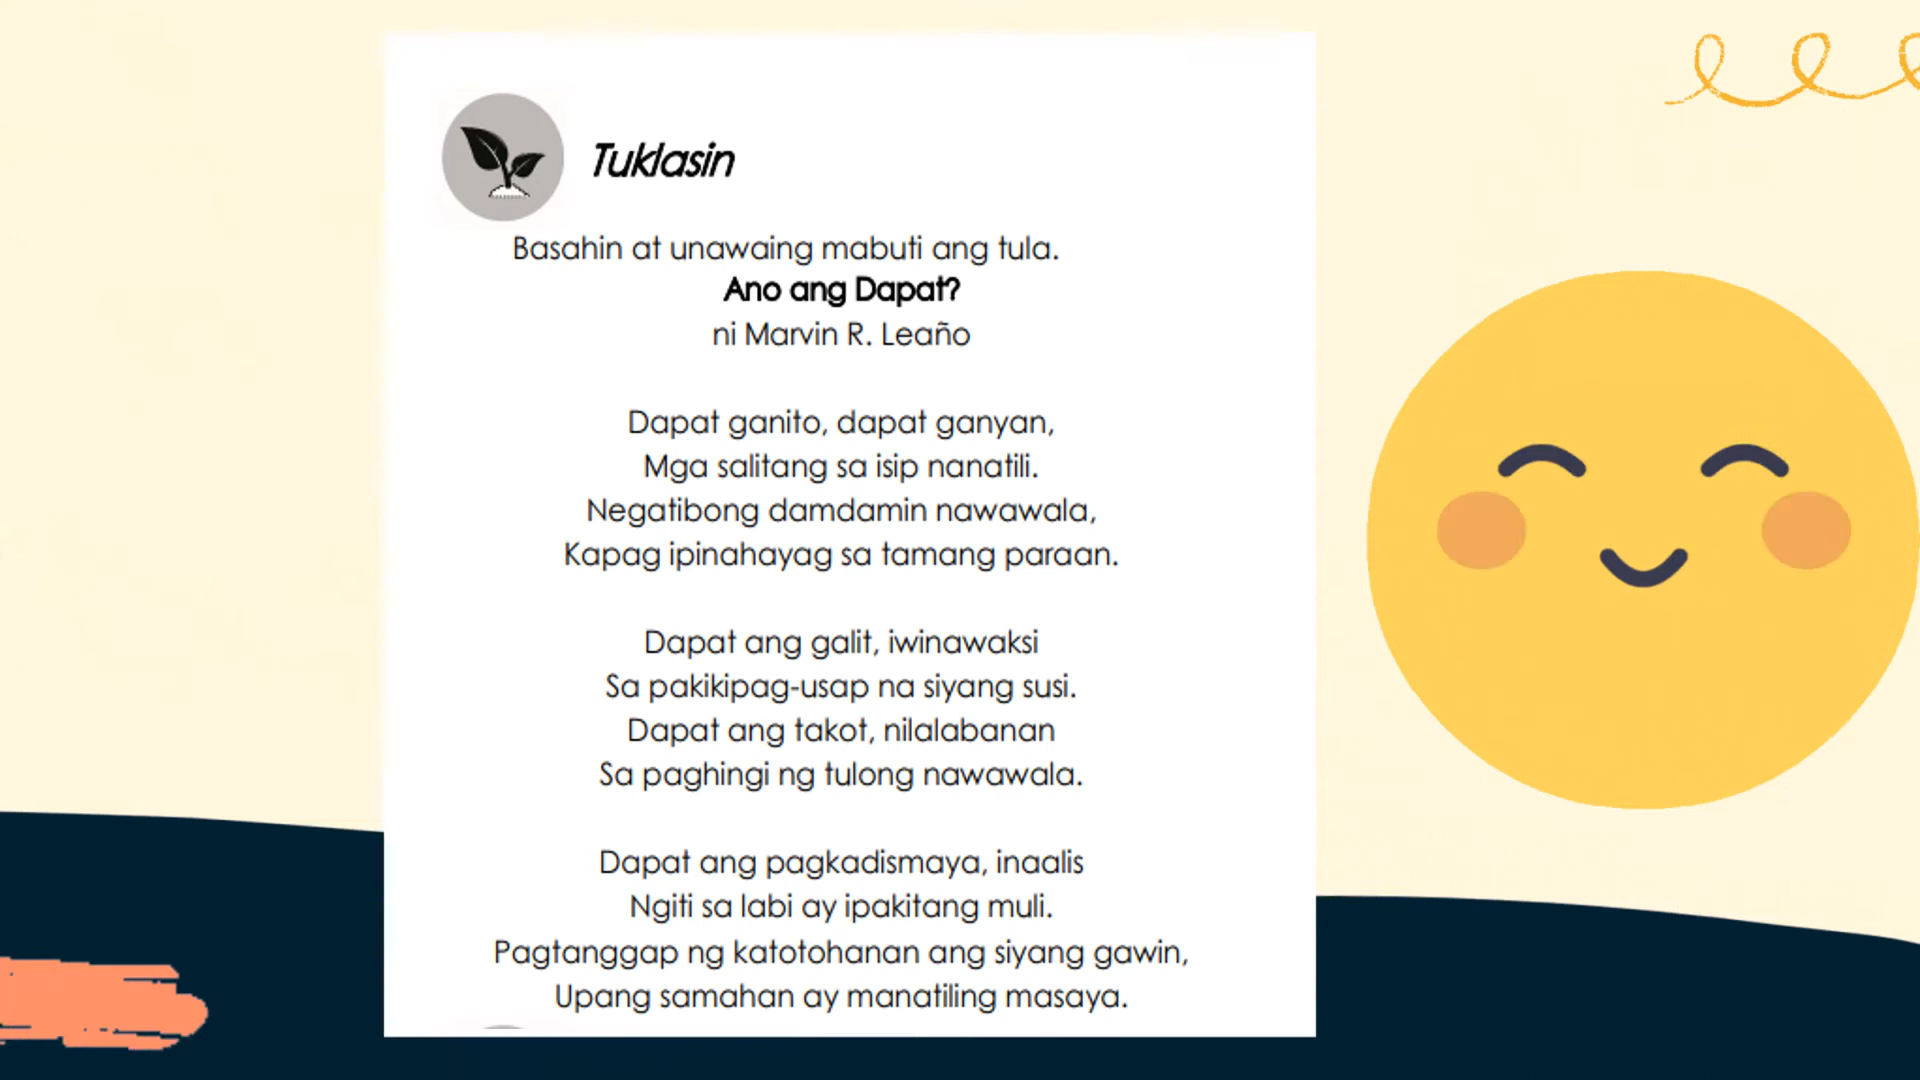 Tuklasin
Basahin at unawaing mabuti ang tula.
Ano ang Dapat?
ni Marvin R. Leaño
Dapat ganito, dapat ganyan,
Mga salitang sa isip nanatili.
Negatibong damdamin nawawala,
Kapag ipinahayag sa tamang paraan.
Dapat ang galit, iwinawaksi
Sa pakikipag-usap na siyang susi.
Dapat ang takot, nilalabanan
Sa paghingi ng tulong nawawala.
Dapat ang pagkadismaya, inaalis
Ngiti sa labi ay ipakitang muli.
Pagtanggap ng katotohanan ang siyang gawin,
Upang samahan ay manatiling masaya.